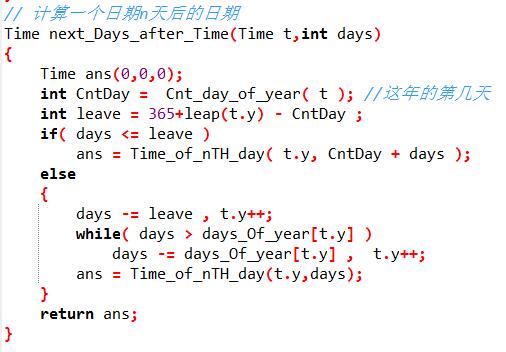 // 计算一个日期n天后的日期
Time next_Days_after_Time(Time t,int days)
{
    Time ans(0,0,0);
    int CntDay =  Cnt_day_of_year( t ); //这年的第几天
    int leave = 365+leap(t.y) - CntDay ;
    if( days <= leave )
        ans = Time_of_nTH_day( t.y, CntDay + days );
    else
    {
        days -= leave , t.y++;
        while( days > days_Of_year[t.y] )
            days -= days_Of_year[t.y] ,  t.y++;
        ans = Time_of_nTH_day(t.y,days);
    }
    return ans;
}